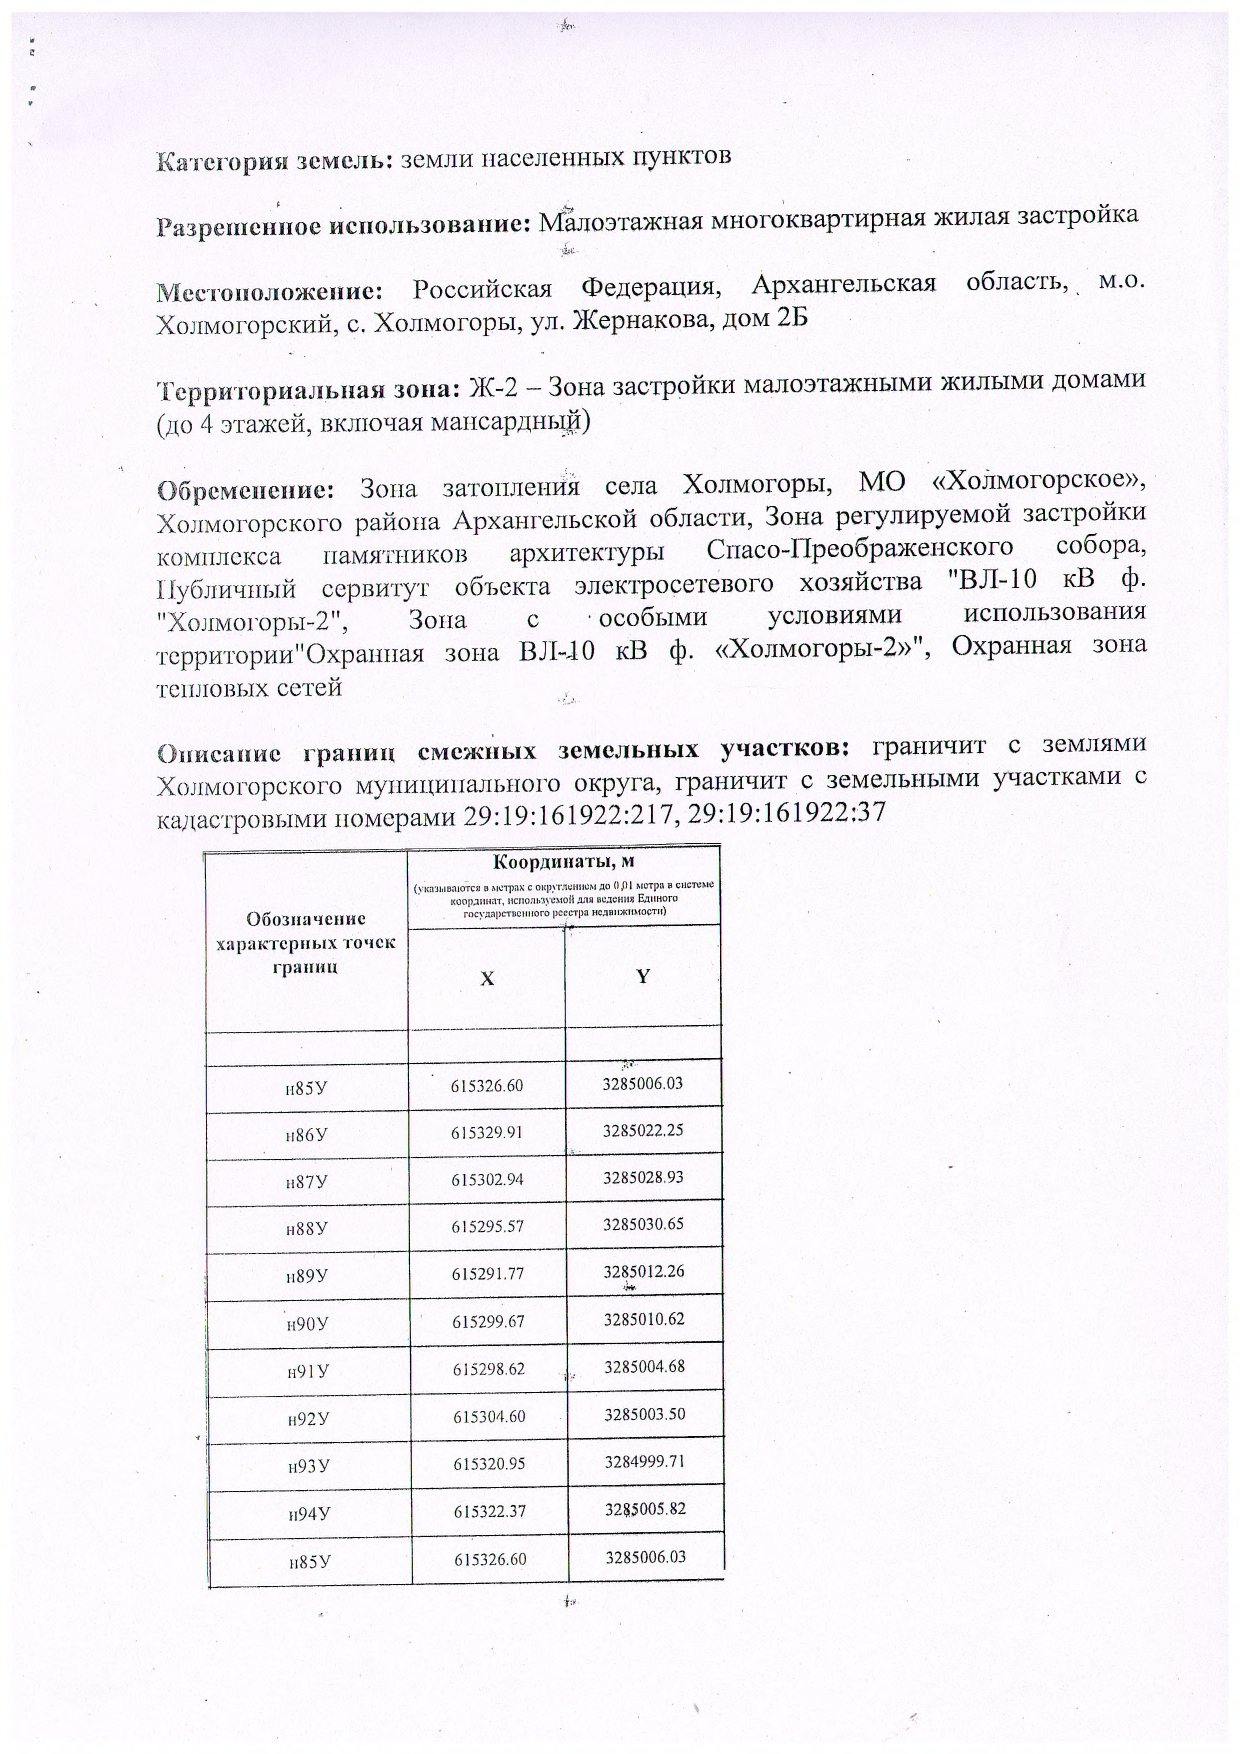 Категория земель: земли населенных пунктов
Разрешенное использование: Малоэтажная многоквартирная жилая застройка
Местоположение: Российская Федерация, Архангельская область, м.о.
Холмогорский, с. Холмогоры, ул. Жернакова, дом 2Б
Территориальная зона: Ж-2 – Зона застройки малоэтажными жилыми домами
(до 4 этажей, включая мансардный)
Обременение: Зона затопления села Холмогоры, МО «Холмогорское»,
Холмогорского района Архангельской области, Зона регулируемой застройки
комплекса памятников архитектуры Спасо-Преображенского собора,
Публичный сервитут объекта электросетевого хозяйства "ВЛ-10 кВ ф.
"Холмогоры-2", Зона с особыми условиями использования
территории"Охранная зона ВЛ-10 кВ ф. «Холмогоры-2»", Охранная зона
тепловых сетей
Описание границ смежных земельных участков: граничит с землями
Холмогорского муниципального округа, граничит с земельными участками с
кадастровыми номерами 29:19:161922:217, 29:19:161922:37
Обозначение
характерных точек
границ
Координаты, м
(указываются в метрах с округлением до 0,01 метра в системе
координат, используемой для ведения Единого
государственного реестра недвижимости)
X Y
н85У 615326.60 3285006.03
н86У 615329.91 3285022.25
н87У 615302.94 3285028.93
н88У 615295.57 3285030.65
н89У 615291.77 3285012.26
н90У 615299.67 3285010.62
н91У 615298.62 3285004.68
н92У 615304.60 3285003.50
н93У 615320.95 3284999.71
н94У 615322.37 3285005.82
н85У 615326.60 3285006.03